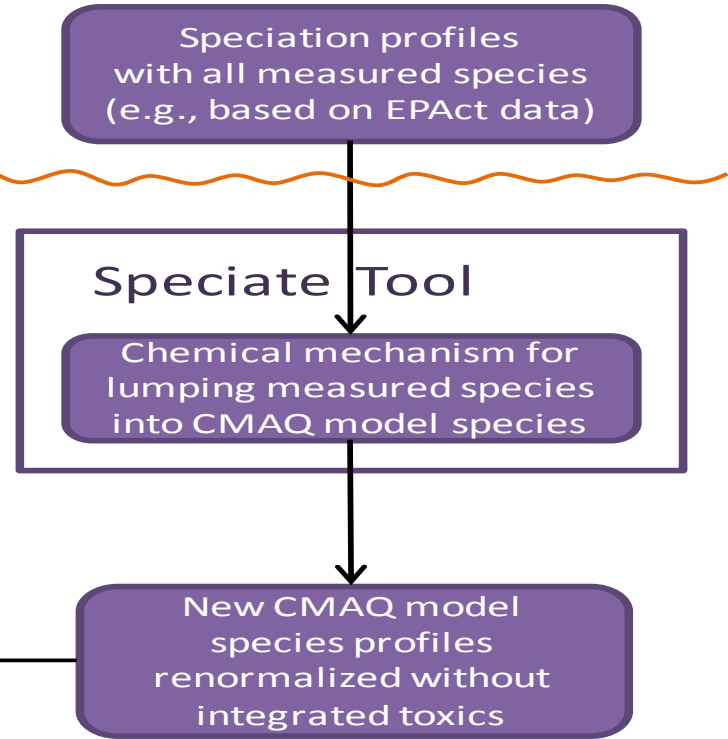 Speciation profiles
with all measured species
(e.g., based on EPAct data)
Speciate Tool
Chemical mechanism for
lumping measured species
into CMAQ model species
New CMAQ model
species profiles
renormalized without
integrated toxics